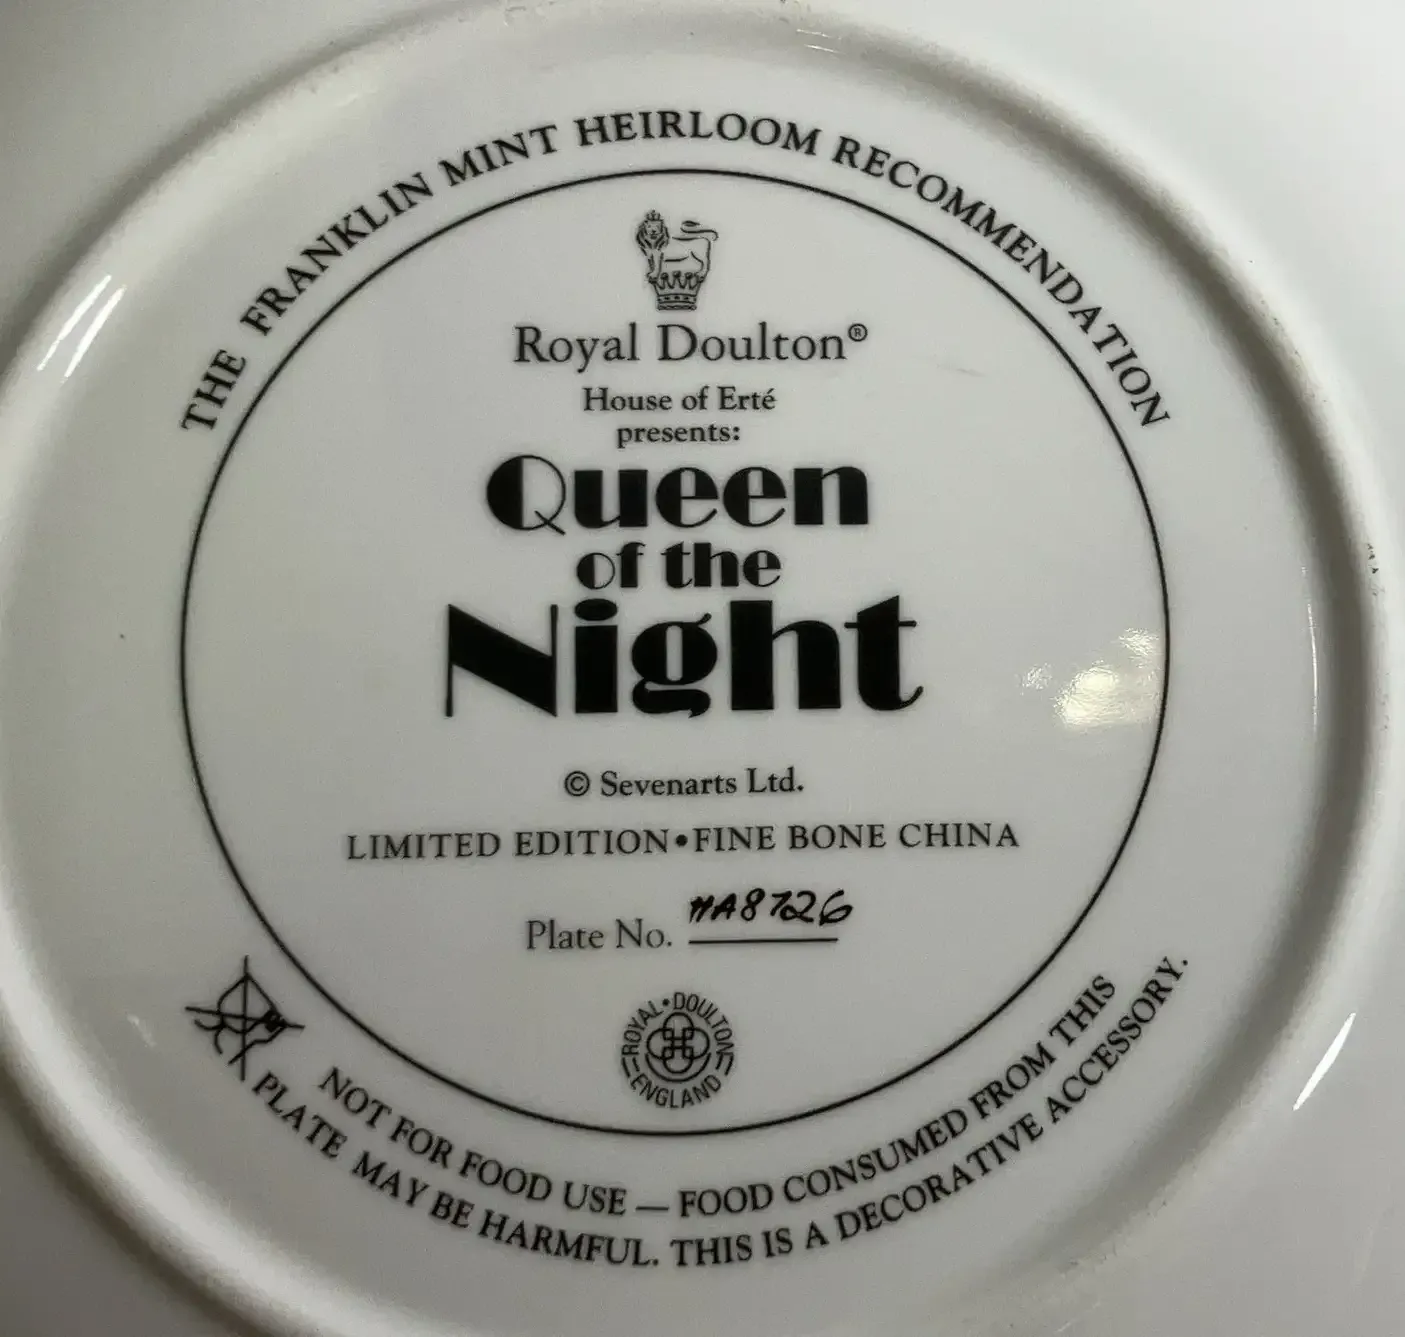 THE FRANKLIN MINT HEIRLOOM RECOMMENDATION
Royal Doulton®
House of Erté
presents:
Queen
of the
Night
© Sevenarts Ltd.
LIMITED EDITION•FINE BONE CHINA
Plate No. HA8726
ROYAL•DOULTON
ENGLAND
NOT FOR FOOD USE — FOOD CONSUMED FROM THIS
PLATE MAY BE HARMFUL. THIS IS A DECORATIVE ACCESSORY.